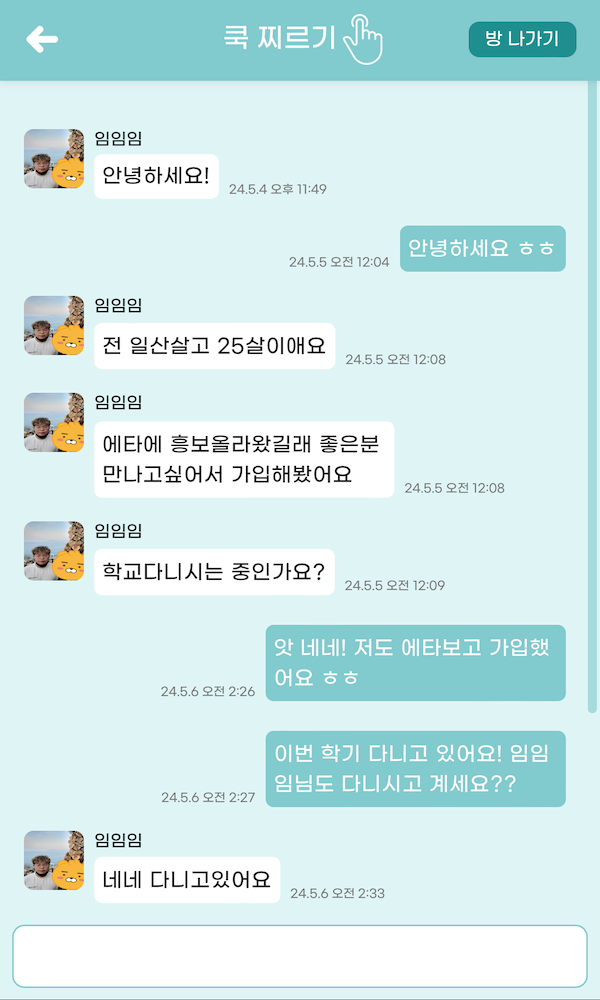 쿡 찌르기
방 나가기
임임임
안녕하세요!
24.5.4 오후 11:49
안녕하세요 ㅎㅎ
24.5.5 오전 12:04
임임임
전 일산살고 25살이애요
24.5.5 오전 12:08
임임임
에타에 흥보올라왔길래 좋은분
만나고싶어서 가입해봤어요
24.5.5 오전 12:08
임임임
학교다니시는 중인가요?
24.5.5 오전 12:09
앗 네네! 저도 에타보고 가입했
어요 ㅎㅎ
24.5.6 오전 2:26
이번 학기 다니고 있어요! 임임
임님도 다니시고 계세요??
24.5.6 오전 2:27
임임임
네네 다니고있어요
24.5.6 오전 2:33